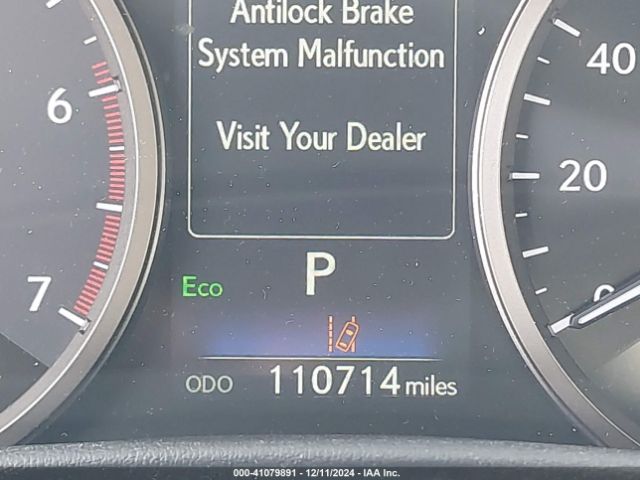 Antilock Brake
System Malfunction
Visit Your Dealer
6
7
40
20
0
P
Eco
ODO 110714 miles
000-41079891 - 12/11/2024 - IAA Inc.